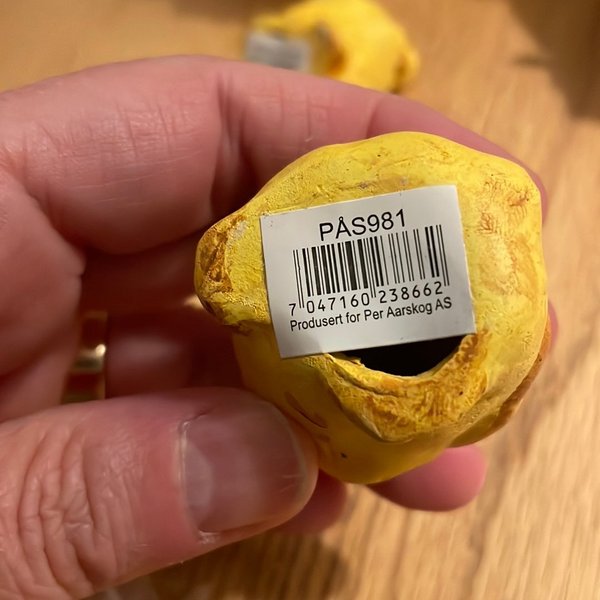 PÅS981
7 047160 238662
Produsert for Per Aarskog AS